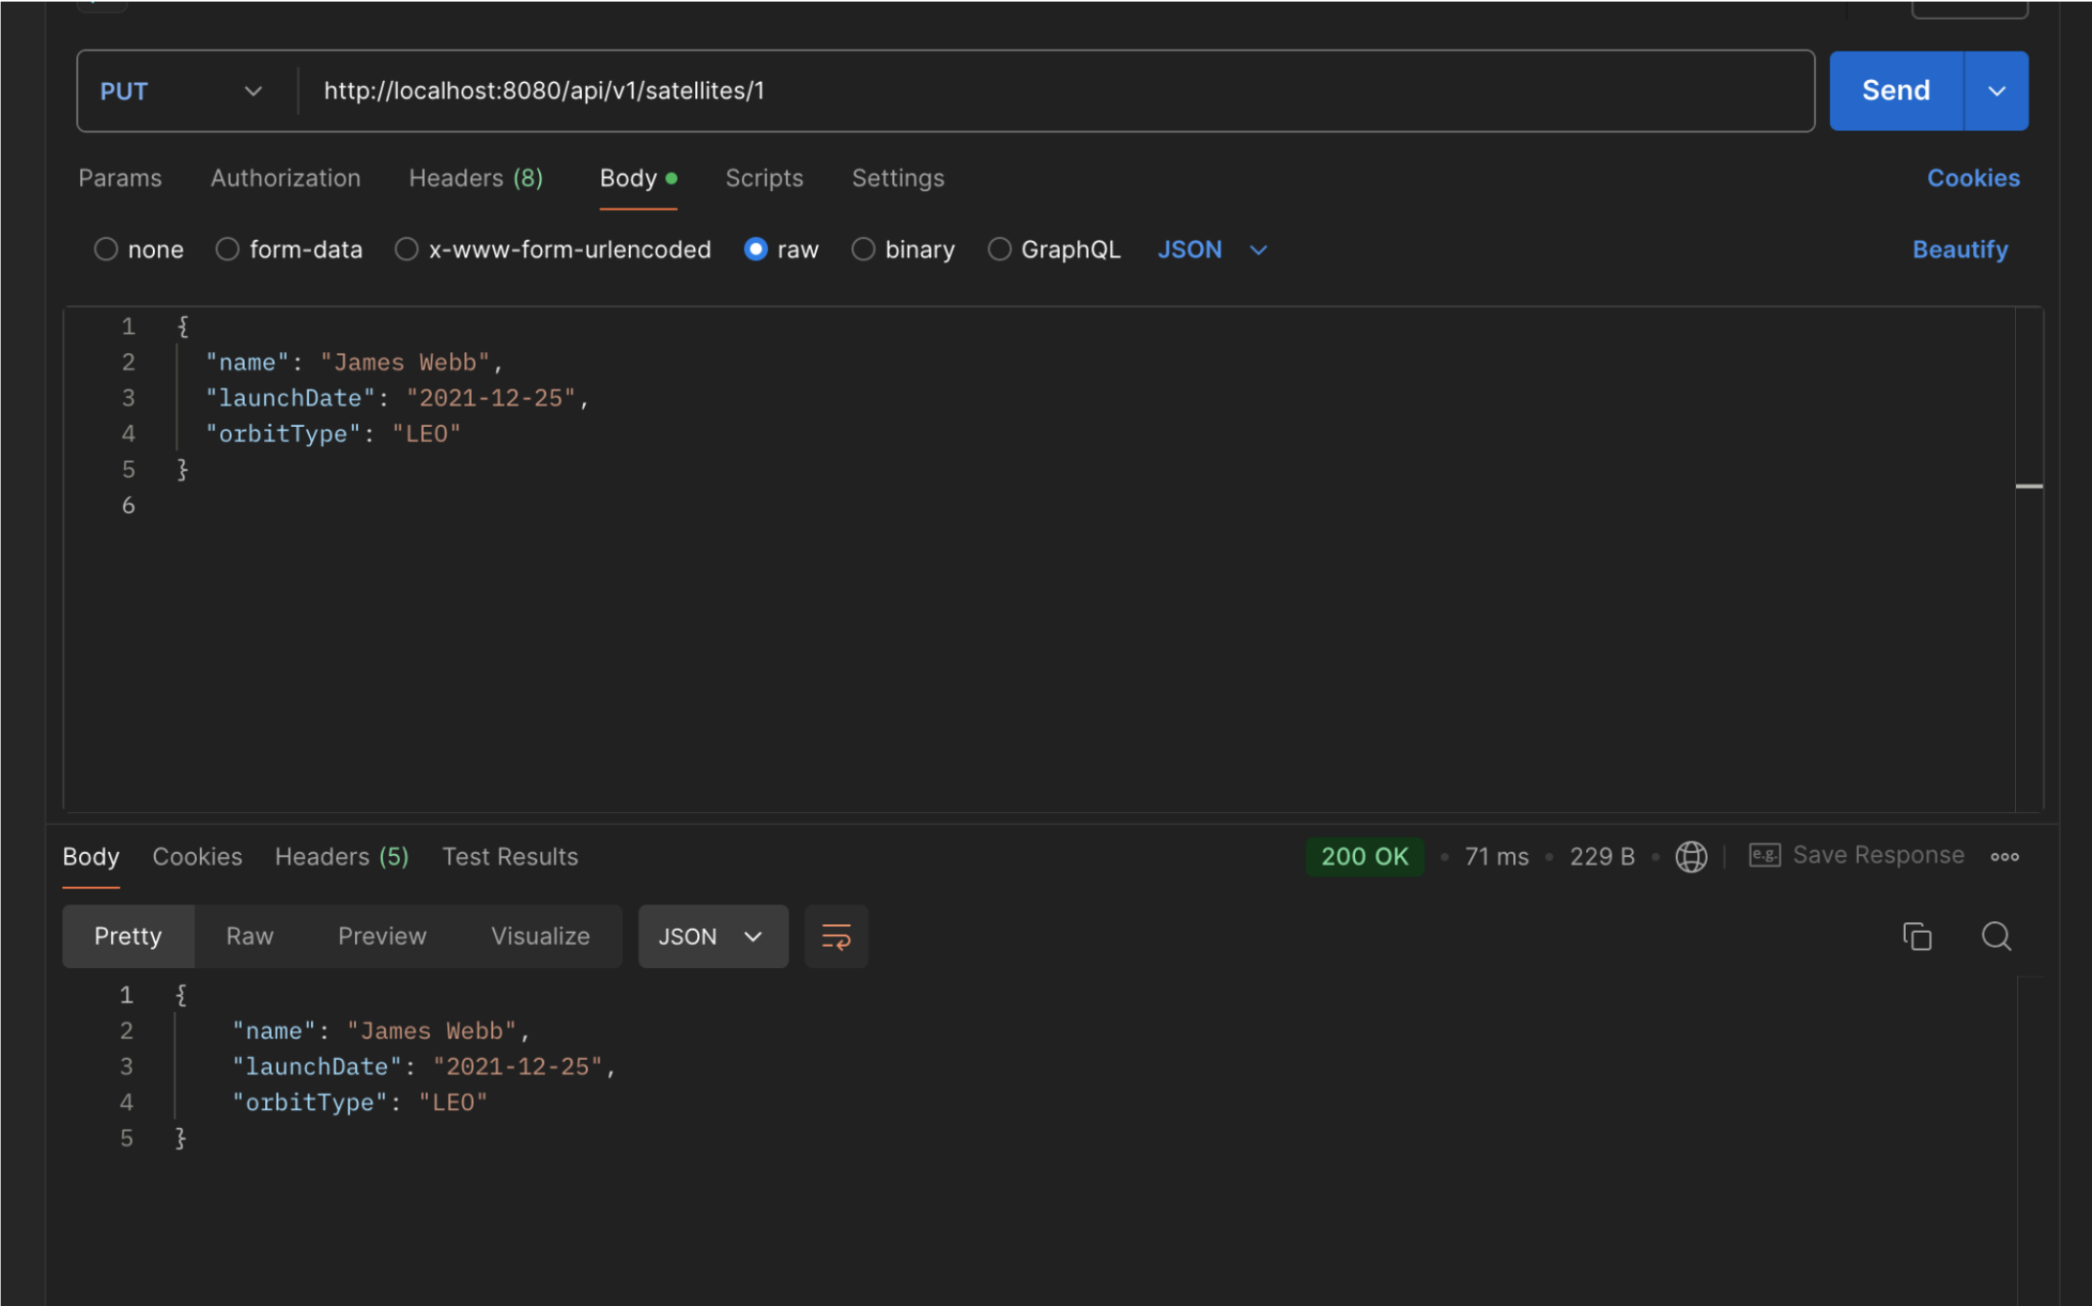 PUT http://localhost:8080/api/v1/satellites/1 Send
Params Authorization Headers (8) Body Scripts Settings Cookies
none form-data x-www-form-urlencoded raw binary GraphQL JSON Beautify
1 {
2 "name": "James Webb",
3 "launchDate": "2021-12-25",
4 "orbitType": "LEO"
5 }
6
Body Cookies Headers (5) Test Results 200 OK • 71 ms • 229 B • e.g. Save Response
Pretty Raw Preview Visualize JSON
1 {
2 "name": "James Webb",
3 "launchDate": "2021-12-25",
4 "orbitType": "LEO"
5 }